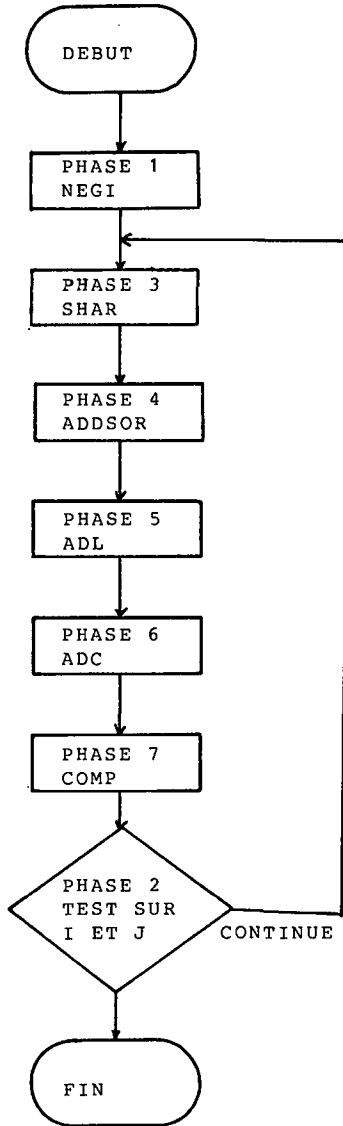 DEBUT
PHASE 1
NEGI
PHASE 3
SHAR
PHASE 4
ADDSOR
PHASE 5
ADL
PHASE 6
ADC
PHASE 7
COMP
PHASE 2
TEST SUR
I ET J
CONTINUE
FIN